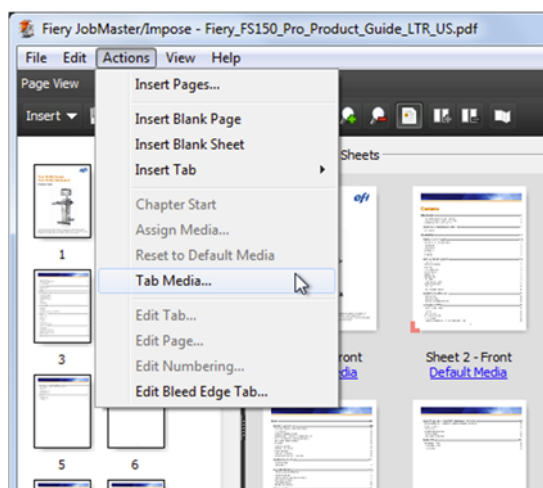 Fiery JobMaster/Impose - Fiery_FS150_Pro_Product_Guide_LTR_US.pdf
File Edit Actions View Help
Page View
Insert
Insert Pages...
Insert Blank Page
Insert Blank Sheet
Insert Tab
Chapter Start
Assign Media...
Reset to Default Media
Tab Media...
Edit Tab...
Edit Page...
Edit Numbering...
Edit Bleed Edge Tab...
Sheets
efi
1
3
5
6
ront
dia
Sheet 2 - Front
Default Media